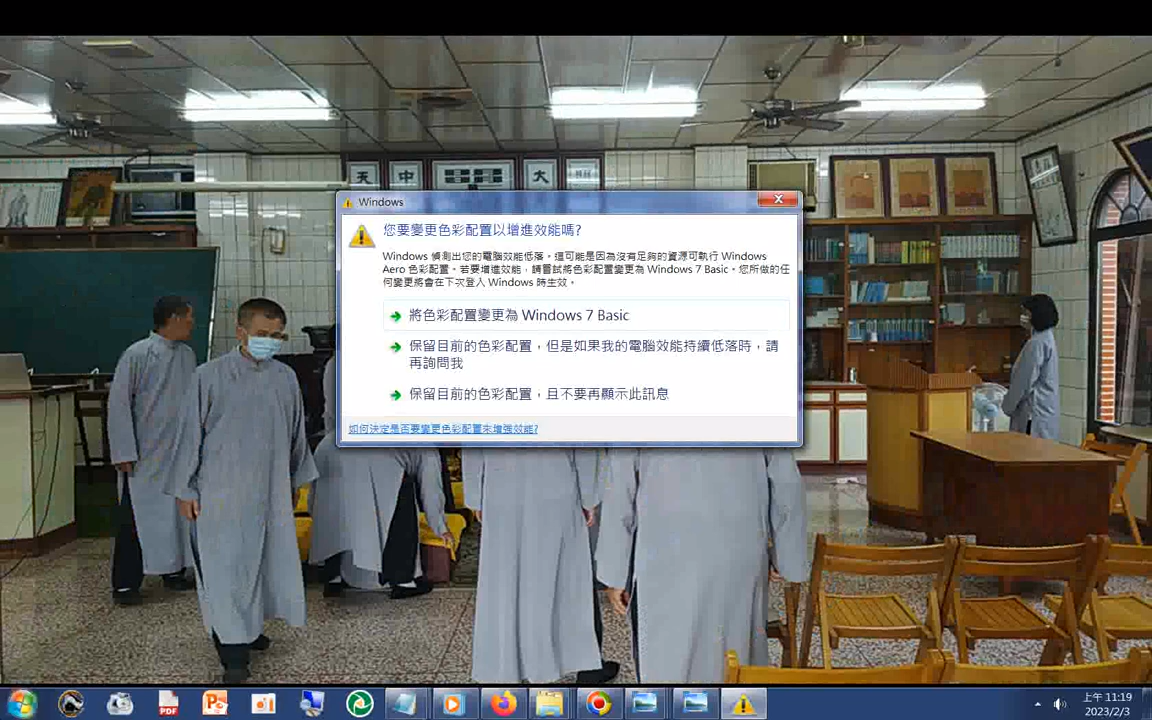 天
中
大
Windows
您要變更色彩配置以增進效能嗎?
Windows 偵測出您的電腦效能低落。這可能是因為沒有足夠的資源可執行 Windows
Aero 色彩配置。若要增進效能，請嘗試將色彩配置變更為 Windows 7 Basic。您所做的任
何變更將會在下次登入 Windows 時生效。
將色彩配置變更為 Windows 7 Basic
保留目前的色彩配置，但是如果我的電腦效能持續低落時，請
再詢問我
保留目前的色彩配置，且不要再顯示此訊息
如何決定是否要變更色彩配置來增強效能?
PDF
上午 11:19
2023/2/3